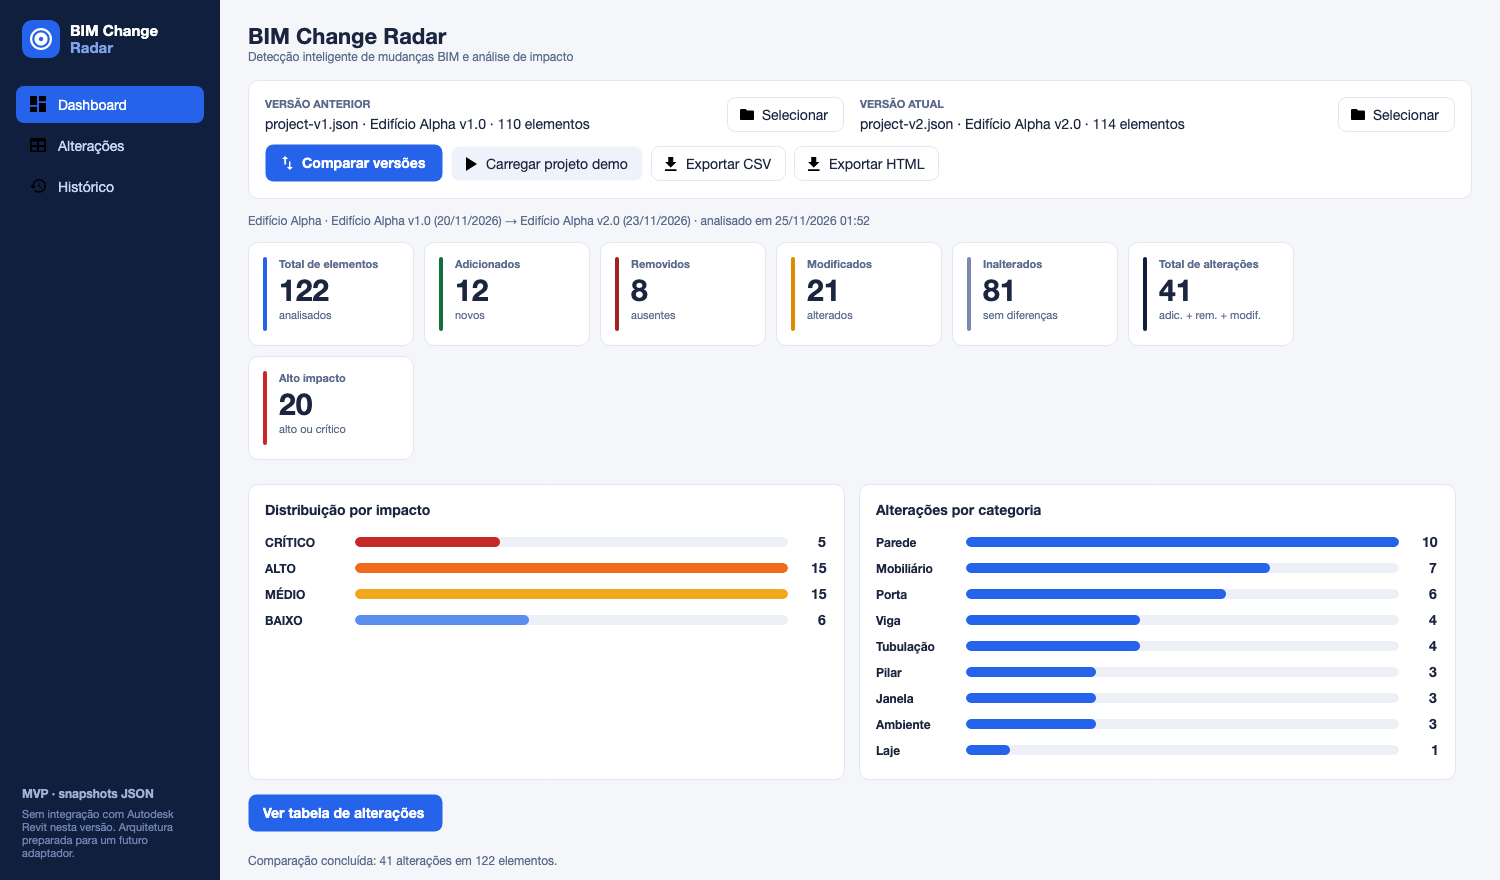 BIM Change
Radar
Dashboard
Alterações
Histórico
MVP · snapshots JSON
Sem integração com Autodesk
Revit nesta versão. Arquitetura
preparada para um futuro
adaptador.
BIM Change Radar
Detecção inteligente de mudanças BIM e análise de impacto
VERSÃO ANTERIOR
project-v1.json · Edifício Alpha v1.0 · 110 elementos
Selecionar
VERSÃO ATUAL
project-v2.json · Edifício Alpha v2.0 · 114 elementos
Selecionar
Comparar versões
Carregar projeto demo
Exportar CSV
Exportar HTML
Edifício Alpha · Edifício Alpha v1.0 (20/11/2026) → Edifício Alpha v2.0 (23/11/2026) · analisado em 25/11/2026 01:52
Total de elementos
122
analisados
Adicionados
12
novos
Removidos
8
ausentes
Modificados
21
alterados
Inalterados
81
sem diferenças
Total de alterações
41
adic. + rem. + modif.
Alto impacto
20
alto ou crítico
Distribuição por impacto
CRÍTICO 5
ALTO 15
MÉDIO 15
BAIXO 6
Alterações por categoria
Parede 10
Mobiliário 7
Porta 6
Viga 4
Tubulação 4
Pilar 3
Janela 3
Ambiente 3
Laje 1
Ver tabela de alterações
Comparação concluída: 41 alterações em 122 elementos.